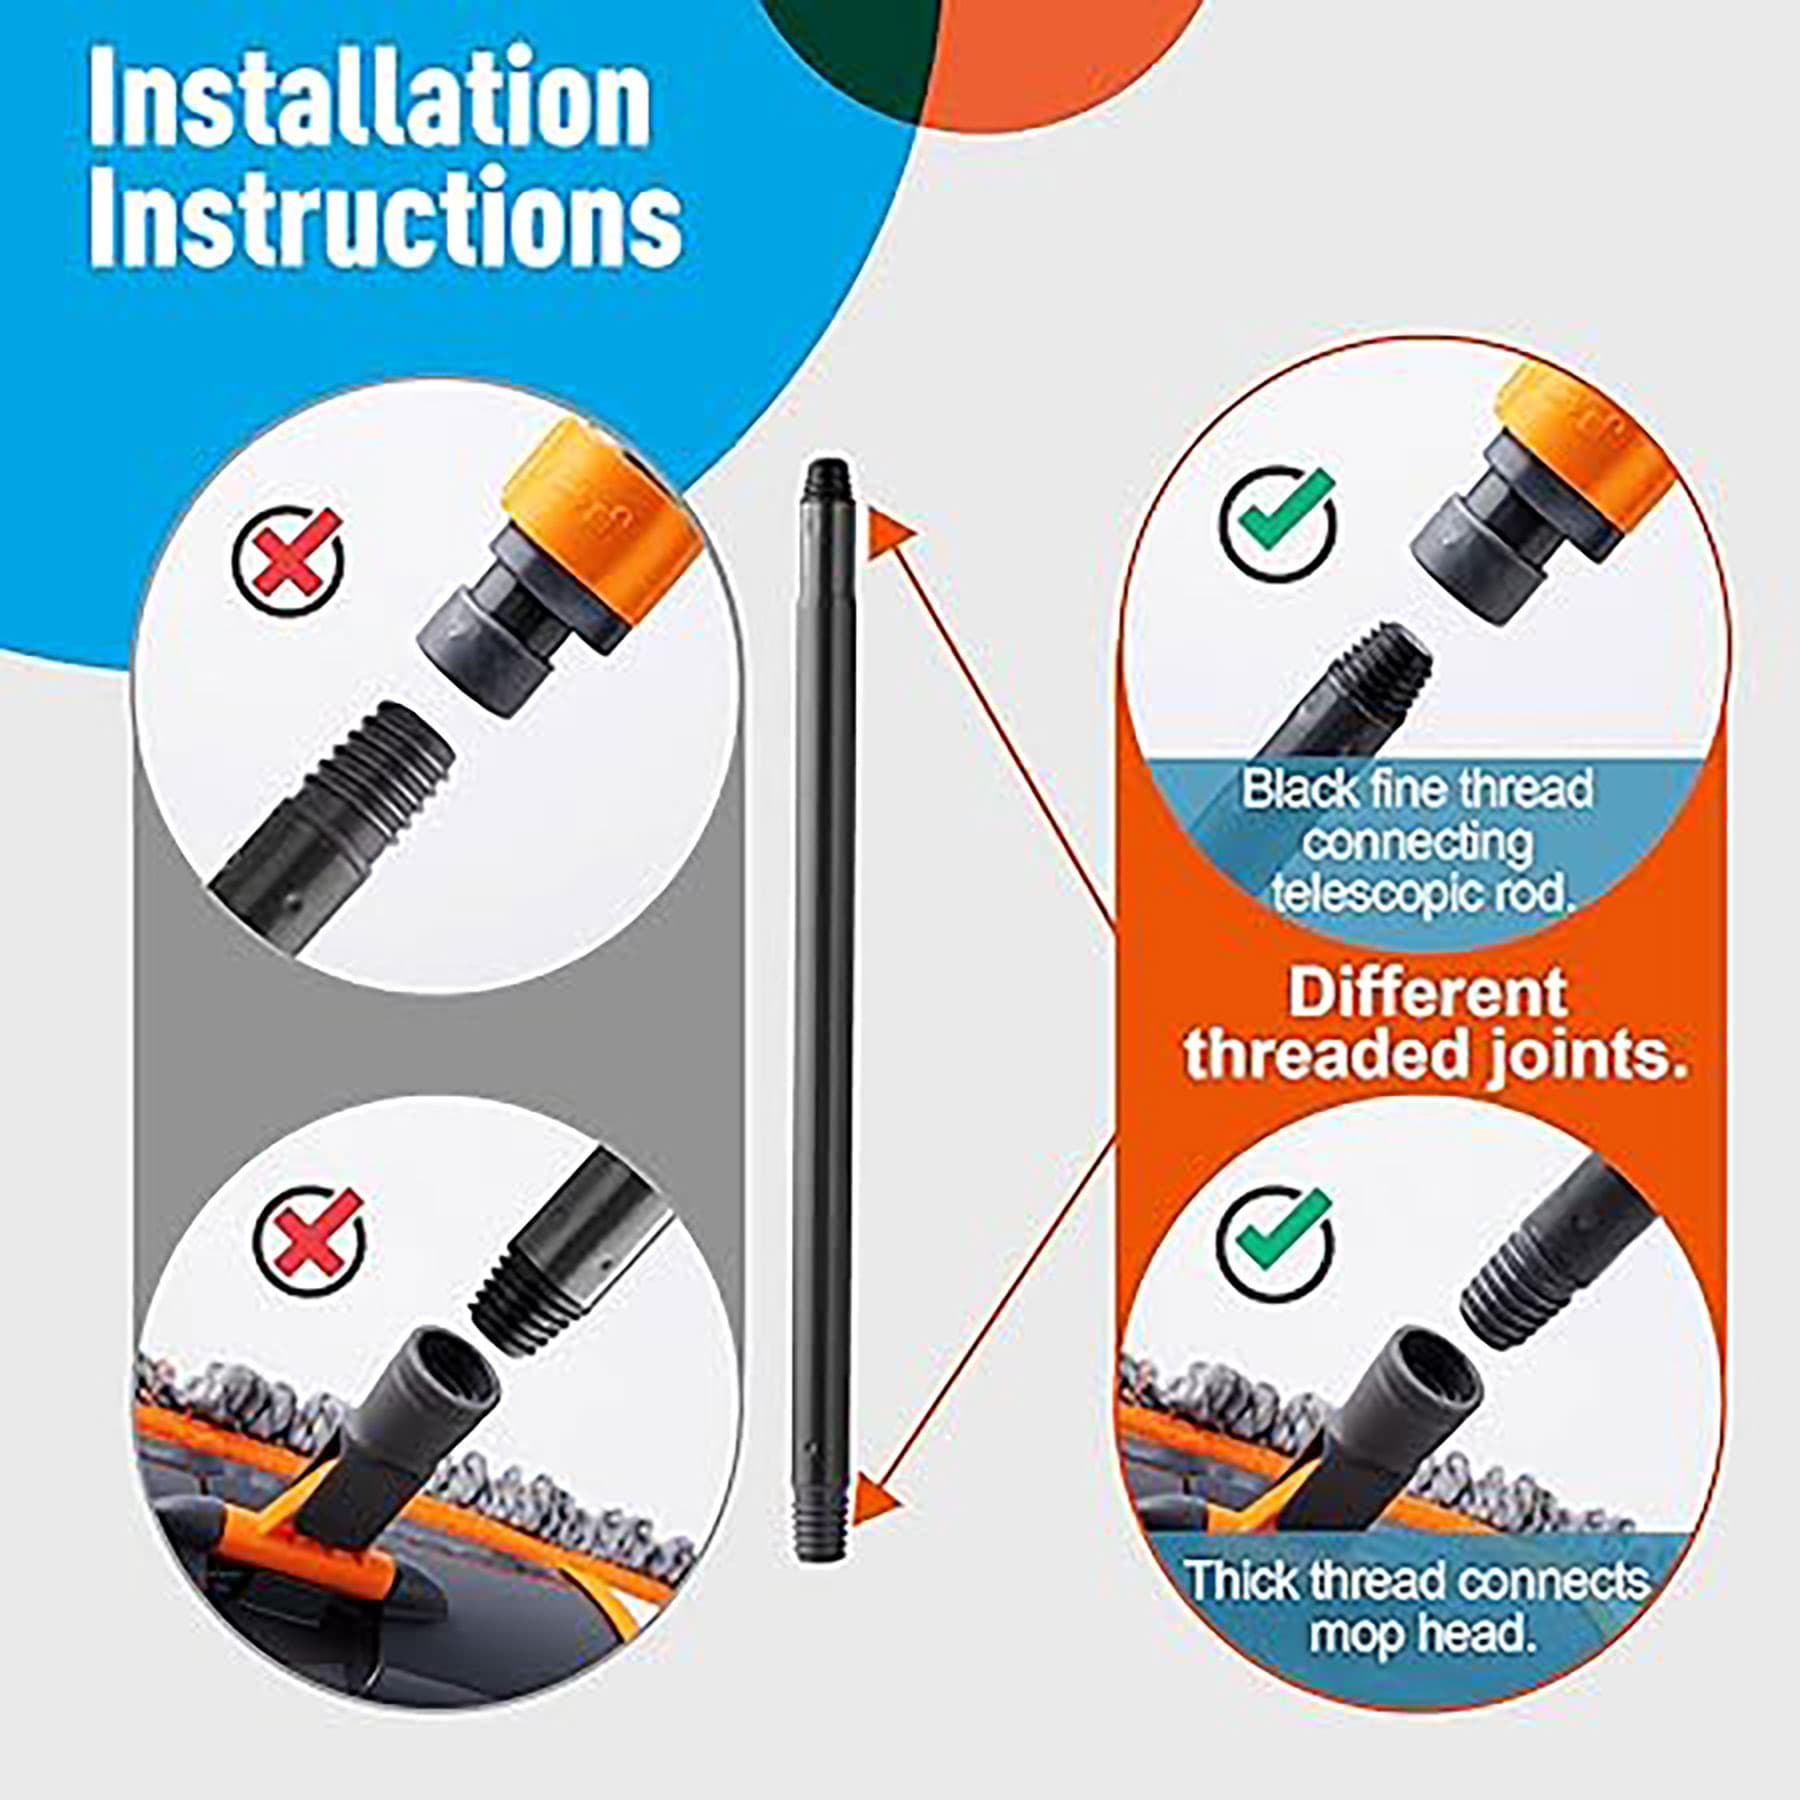 Installation
Instructions
Black fine thread
connecting
telescopic rod.
Different
threaded joints.
Thick thread connects
mop head.